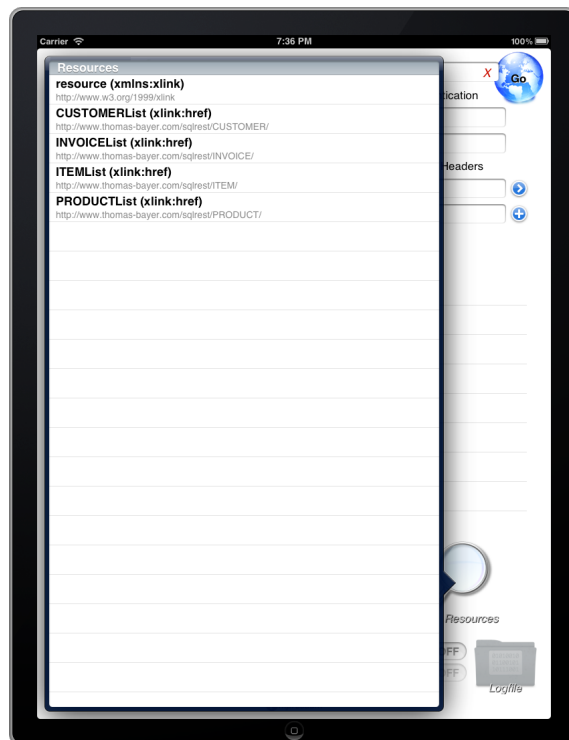 Carrier 7:36 PM 100%
Resources
resource (xmlns:xlink)
http://www.w3.org/1999/xlink
CUSTOMERList (xlink:href)
http://www.thomas-bayer.com/sqlrest/CUSTOMER/
INVOICEList (xlink:href)
http://www.thomas-bayer.com/sqlrest/INVOICE/
ITEMList (xlink:href)
http://www.thomas-bayer.com/sqlrest/ITEM/
PRODUCTList (xlink:href)
http://www.thomas-bayer.com/sqlrest/PRODUCT/
X
Go
tication
Headers
Resources
FF
FF
Logfile